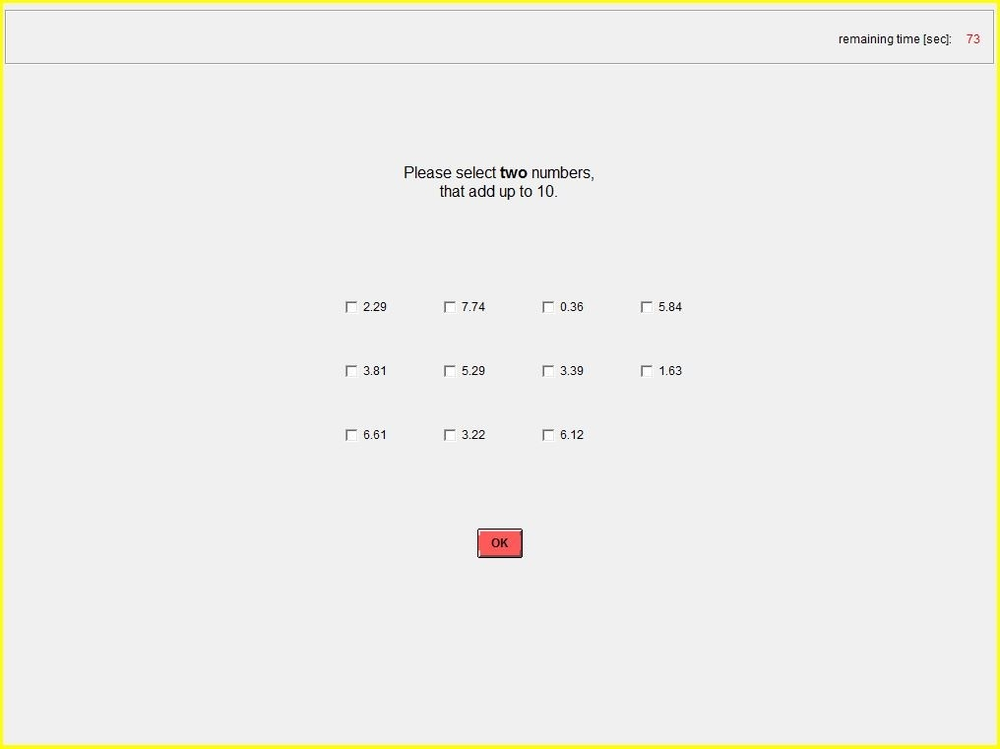 remaining time [sec]: 73
Please select two numbers,
that add up to 10.
2.29 7.74 0.36 5.84
3.81 5.29 3.39 1.63
6.61 3.22 6.12
OK